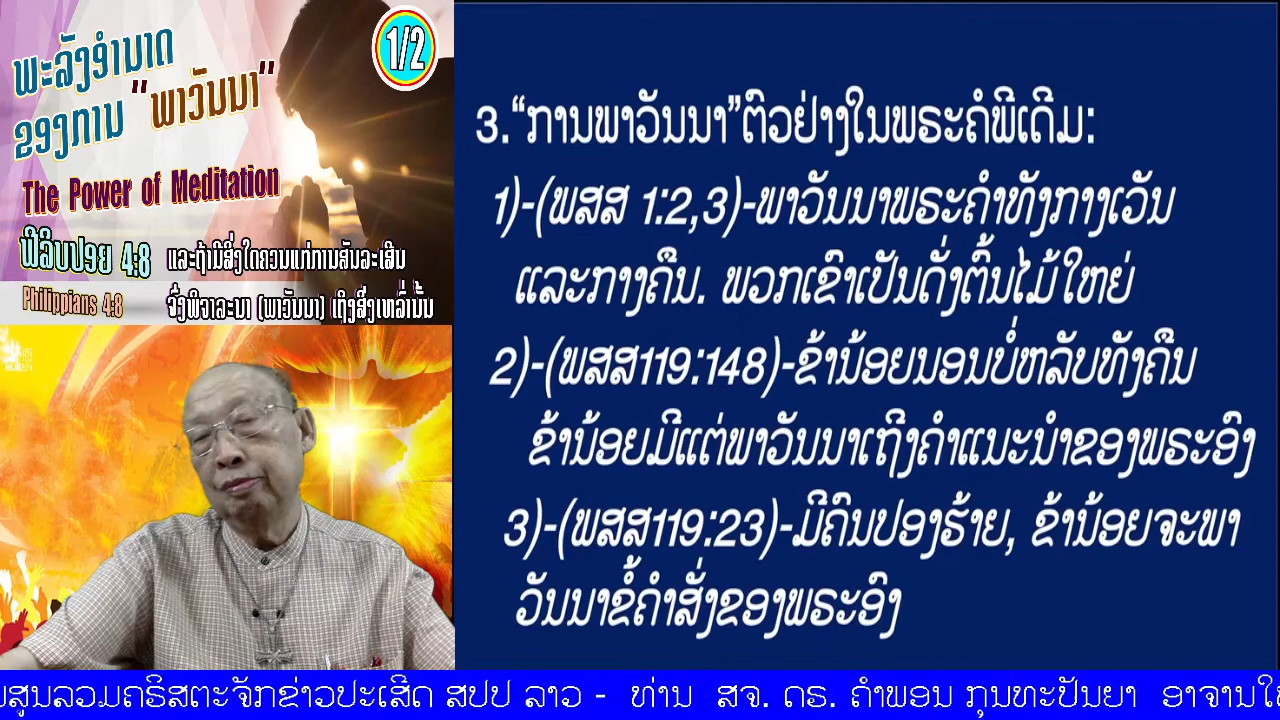 ພະລັງອຳນາດ
ຂອງການ "ພາວັນນາ"
1/2
The Power of Meditation
ຟີລິບປອຍ 4:8
ແລະຖ້າມີສິ່ງໃດຄວນແກ່ການສັນລະເສີນ
Philippians 4:8
ຈົ່ງພິຈາລະນາ (ພາວັນນາ) ເຖິງສິ່ງເຫລົ່ານັ້ນ
3.“ການພາວັນນາ”ຕົວຢ່າງໃນພຣະຄໍພີເດີມ:
1)-(ພສສ 1:2,3)-ພາວັນນາພຣະຄຳທັງກາງເວັນ
ແລະກາງຄືນ. ພວກເຂົາເປັນດັ່ງຕົ້ນໄມ້ໃຫຍ່
2)-(ພສສ119:148)-ຂ້ານ້ອຍນອນບໍ່ຫລັບທັງຄືນ
ຂ້ານ້ອຍມີແຕ່ພາວັນນາເຖິງຄຳແນະນຳຂອງພຣະອົງ
3)-(ພສສ119:23)-ມີຄົນປອງຮ້າຍ, ຂ້ານ້ອຍຈະພາ
ວັນນາຂໍ້ຄຳສັ່ງຂອງພຣະອົງ
ສູນລວມຄຣິສຕະຈັກຂ່າວປະເສີດ ສປປ ລາວ - ທ່ານ ສຈ. ດຣ. ຄຳພອນ ກຸນທະປັນຍາ ອາຈານ